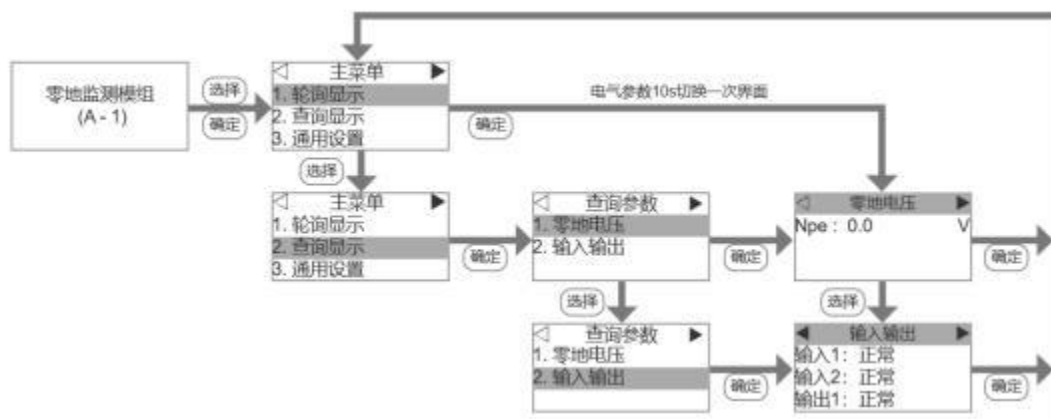 零地监测模组
(A - 1)
选择
确定
◁ 主菜单 ▶
1. 轮询显示
2. 查询显示
3. 通用设置
确定
电气参数10s切换一次界面
选择
◁ 主菜单 ▶
1. 轮询显示
2. 查询显示
3. 通用设置
确定
◁ 查询参数 ▶
1. 零地电压
2. 输入输出
确定
◁ 零地电压 ▶
Npe : 0.0 V
确定
选择
选择
◁ 查询参数 ▶
1. 零地电压
2. 输入输出
确定
◀ 输入输出 ▶
输入1: 正常
输入2: 正常
输出1: 正常
确定